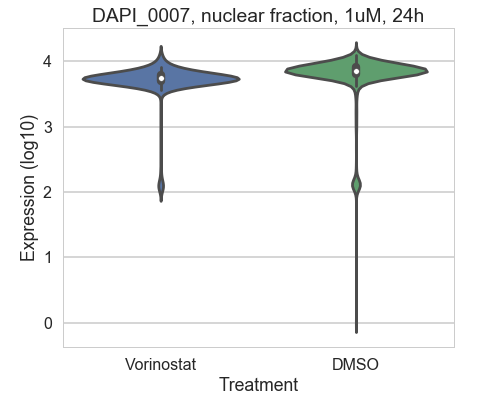 DAPI_0007, nuclear fraction, 1uM, 24h
4
3
2
1
0
Expression (log10)
Vorinostat
DMSO
Treatment